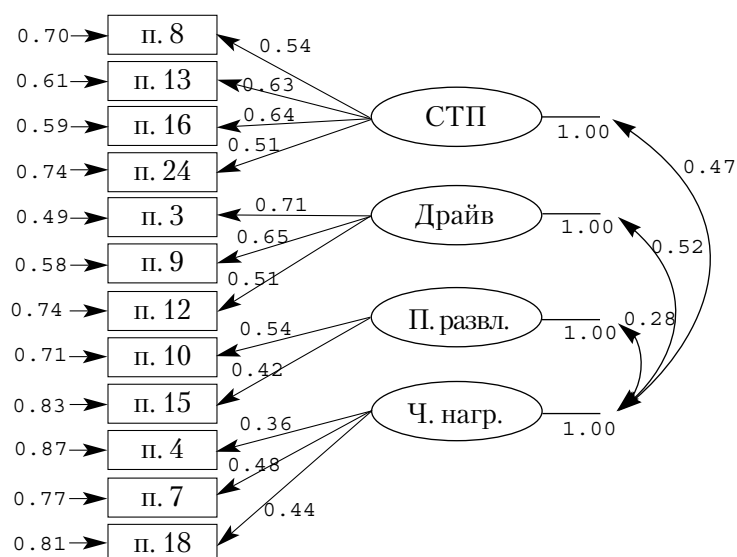 0.70 п. 8 0.54
0.61 п. 13 0.63
0.59 п. 16 0.64 СТП 1.00
0.74 п. 24 0.51 0.47
0.49 п. 3 0.71 Драйв 1.00
0.58 п. 9 0.65 0.52
0.74 п. 12 0.51
0.71 п. 10 0.54 П. развл. 1.00 0.28
0.83 п. 15 0.42
0.87 п. 4 0.36 Ч. нагр. 1.00
0.77 п. 7 0.48
0.81 п. 18 0.44